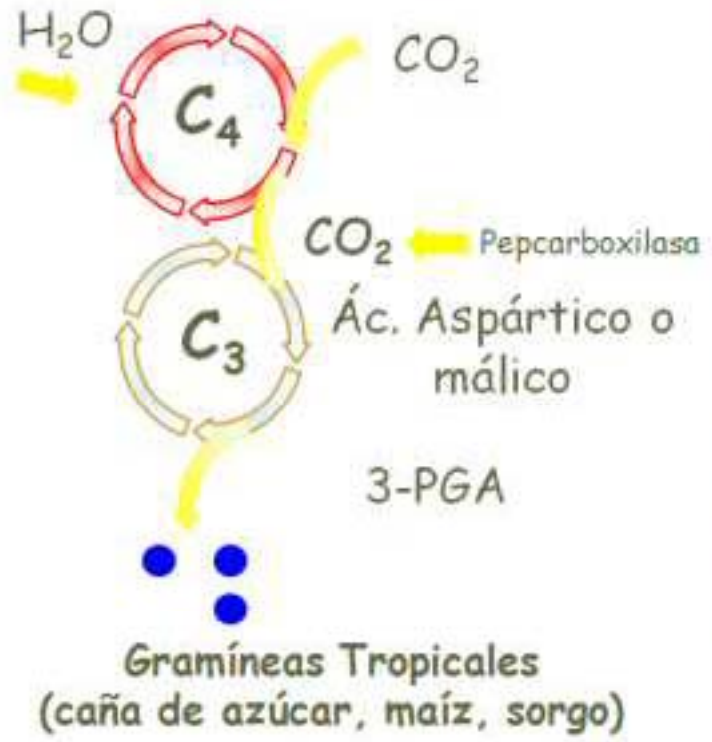 H₂O
CO₂
C₄
CO₂ Pepcarboxilasa
C₃
Ác. Aspártico o
málico
3-PGA
Gramíneas Tropicales
(caña de azúcar, maíz, sorgo)